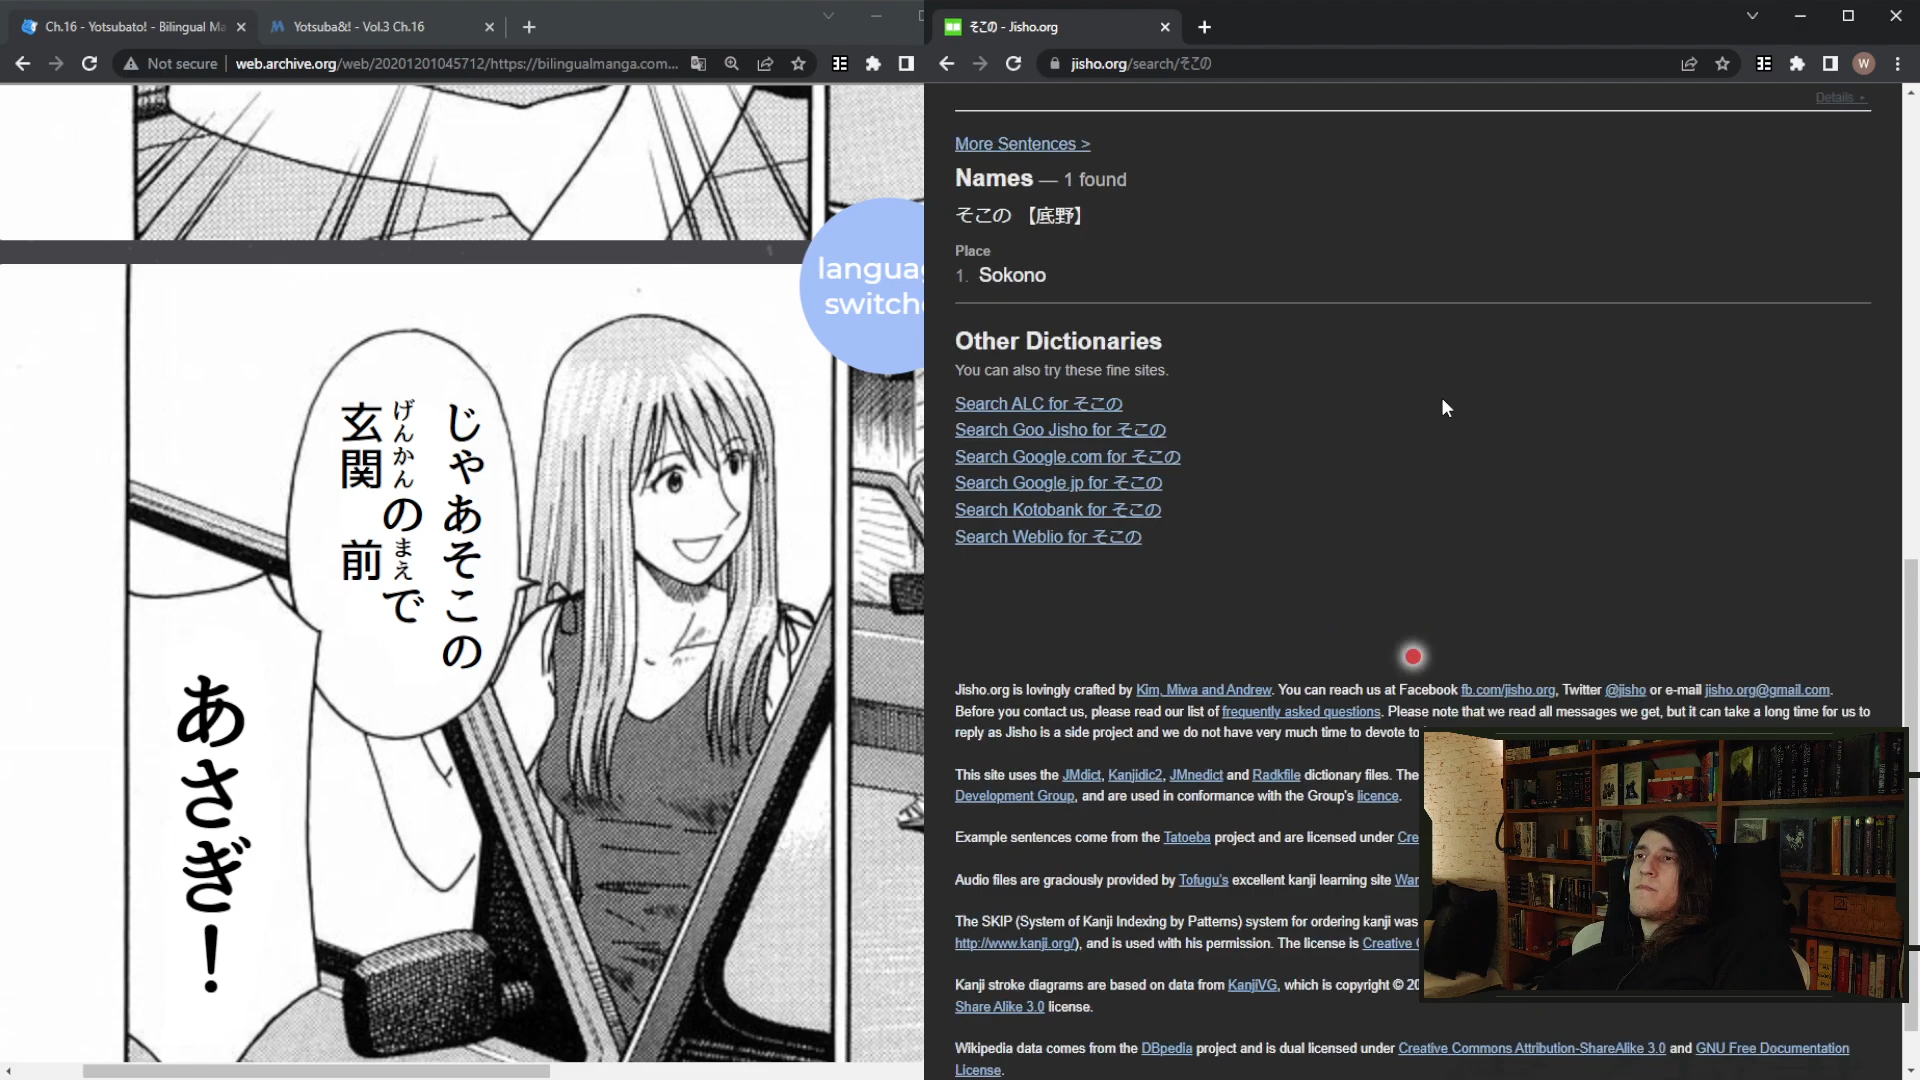 Ch.16 - Yotsubato! - Bilingual Ma
Yotsuba&! - Vol.3 Ch.16
Not secure
web.archive.org/web/20201201045712/https://bilingualmanga.com...
じゃあそこの
玄関の前で
げんかん
まえ
あさぎ！
langua
switch
そこの - Jisho.org
jisho.org/search/そこの
W
Details
More Sentences >
Names — 1 found
そこの 【底野】
Place
1. Sokono
Other Dictionaries
You can also try these fine sites.
Search ALC for そこの
Search Goo Jisho for そこの
Search Google.com for そこの
Search Google.jp for そこの
Search Kotobank for そこの
Search Weblio for そこの
Jisho.org is lovingly crafted by Kim, Miwa and Andrew. You can reach us at Facebook fb.com/jisho.org, Twitter @jisho or e-mail jisho.org@gmail.com.
Before you contact us, please read our list of frequently asked questions. Please note that we read all messages we get, but it can take a long time for us to
reply as Jisho is a side project and we do not have very much time to devote to
This site uses the JMdict, Kanjidic2, JMnedict and Radkfile dictionary files. The
Development Group, and are used in conformance with the Group's licence.
Example sentences come from the Tatoeba project and are licensed under Cre
Audio files are graciously provided by Tofugu's excellent kanji learning site Wan
The SKIP (System of Kanji Indexing by Patterns) system for ordering kanji was
http://www.kanji.org/), and is used with his permission. The license is Creative C
Kanji stroke diagrams are based on data from KanjiVG, which is copyright © 20
Share Alike 3.0 license.
Wikipedia data comes from the DBpedia project and is dual licensed under Creative Commons Attribution-ShareAlike 3.0 and GNU Free Documentation
License.